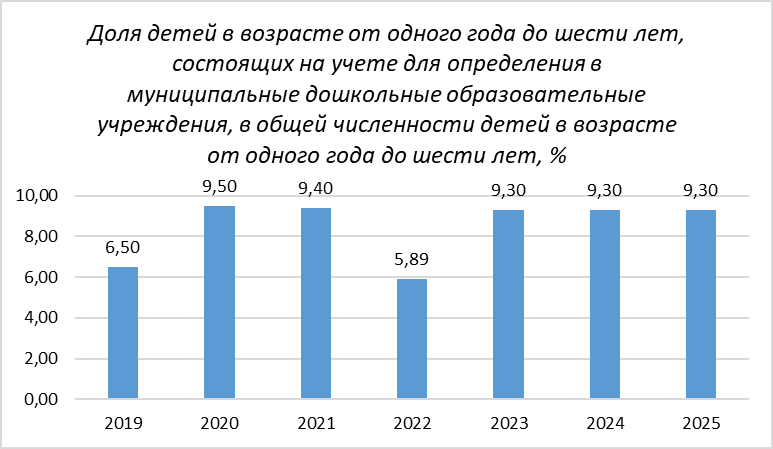 Доля детей в возрасте от одного года до шести лет,
состоящих на учете для определения в
муниципальные дошкольные образовательные
учреждения, в общей численности детей в возрасте
от одного года до шести лет, %
10,00
8,00
6,00
4,00
2,00
0,00
6,50
9,50
9,40
5,89
9,30
9,30
9,30
2019 2020 2021 2022 2023 2024 2025